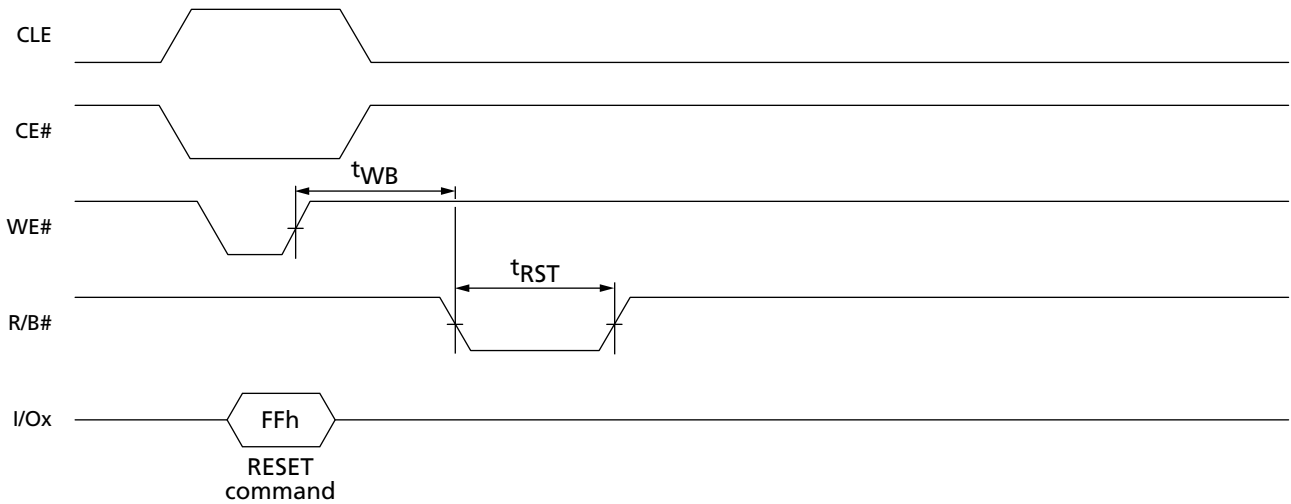 CLE
CE#
tWB
WE#
tRST
R/B#
I/Ox FFh
RESET
command